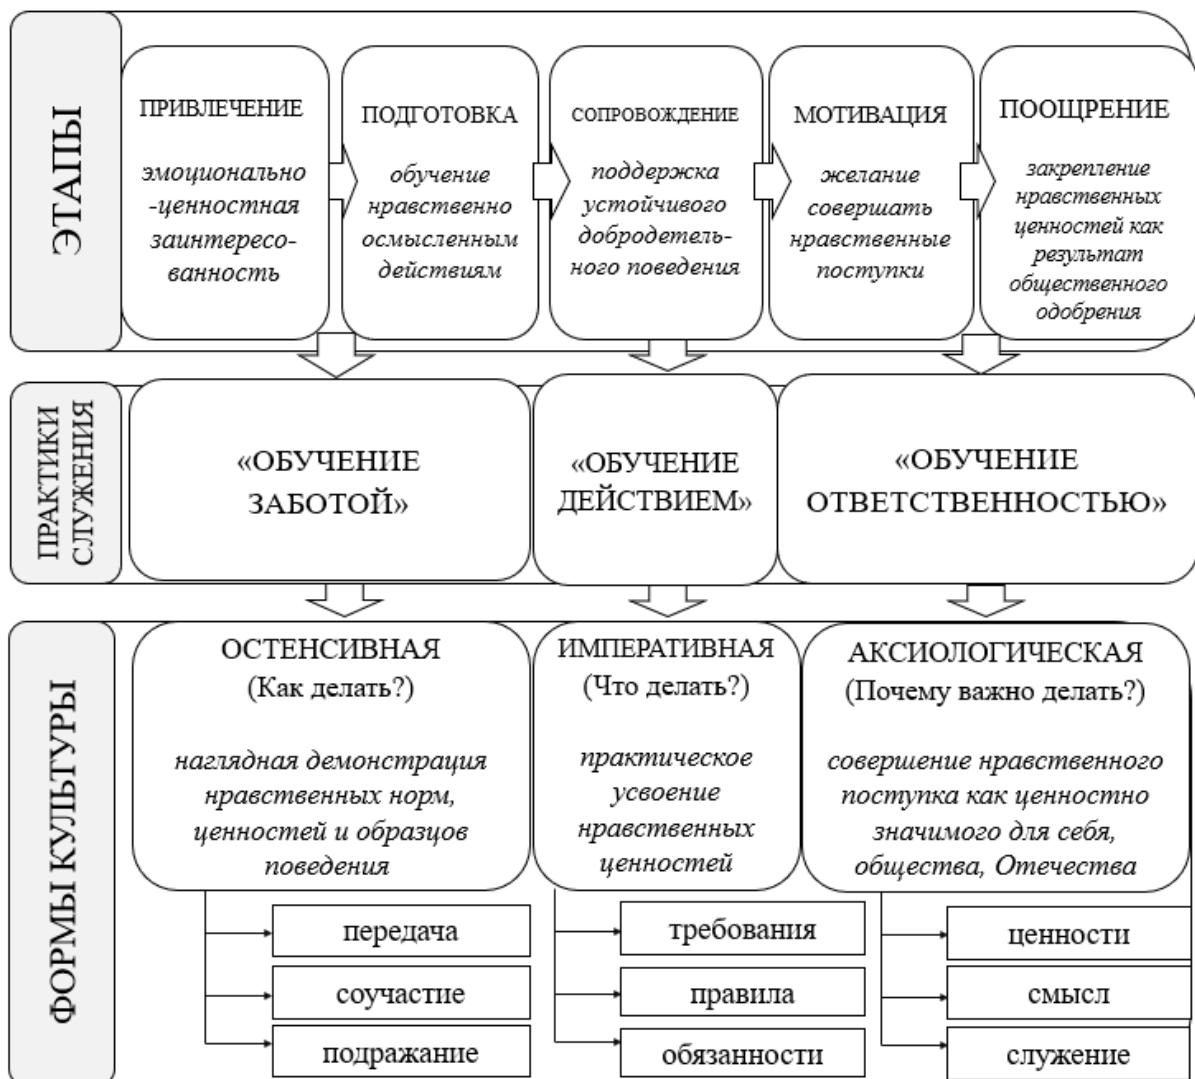 ЭТАПЫ
ПРИВЛЕЧЕНИЕ
эмоционально
-ценностная
заинтересо-
ванность
ПОДГОТОВКА
обучение
нравственно
осмысленным
действиям
СОПРОВОЖДЕНИЕ
поддержка
устойчивого
добродетель-
ного поведения
МОТИВАЦИЯ
желание
совершать
нравственные
поступки
ПООЩРЕНИЕ
закрепление
нравственных
ценностей как
результат
общественного
одобрения
ПРАКТИКИ
СЛУЖЕНИЯ
«ОБУЧЕНИЕ
ЗАБОТОЙ»
«ОБУЧЕНИЕ
ДЕЙСТВИЕМ»
«ОБУЧЕНИЕ
ОТВЕТСТВЕННОСТЬЮ»
ФОРМЫ КУЛЬТУРЫ
ОСТЕНСИВНАЯ
(Как делать?)
наглядная демонстрация
нравственных норм,
ценностей и образцов
поведения
передача
соучастие
подражание
ИМПЕРАТИВНАЯ
(Что делать?)
практическое
усвоение
нравственных
ценностей
требования
правила
обязанности
АКСИОЛОГИЧЕСКАЯ
(Почему важно делать?)
совершение нравственного
поступка как ценностно
значимого для себя,
общества, Отечества
ценности
смысл
служение